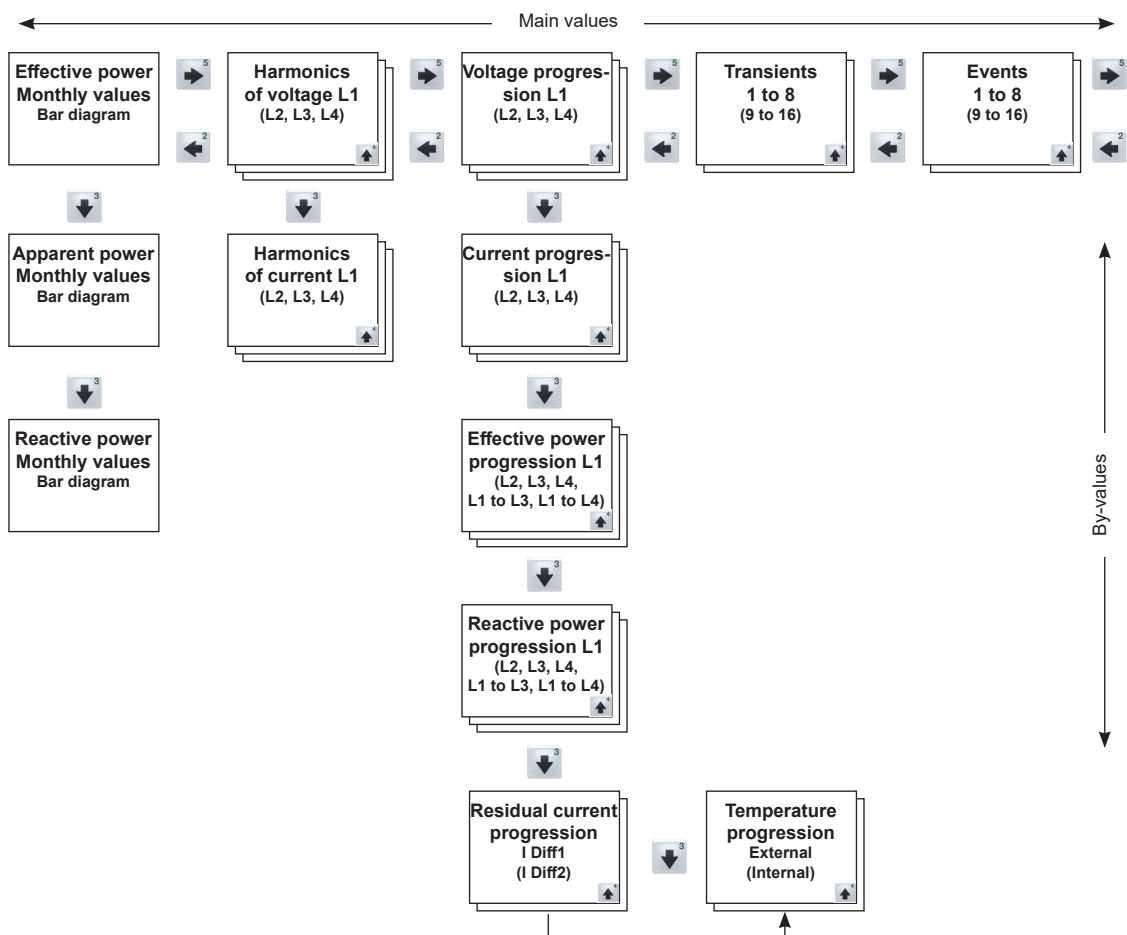 Main values
Effective power
Monthly values
Bar diagram
5
2
Harmonics
of voltage L1
(L2, L3, L4)
4
5
2
Voltage progres-
sion L1
(L2, L3, L4)
4
5
2
Transients
1 to 8
(9 to 16)
4
5
2
Events
1 to 8
(9 to 16)
4
5
2
3
3
3
Apparent power
Monthly values
Bar diagram
Harmonics
of current L1
(L2, L3, L4)
4
Current progres-
sion L1
(L2, L3, L4)
4
By-values
3
3
Reactive power
Monthly values
Bar diagram
Effective power
progression L1
(L2, L3, L4,
L1 to L3, L1 to L4)
4
3
Reactive power
progression L1
(L2, L3, L4,
L1 to L3, L1 to L4)
4
3
Residual current
progression
I Diff1
(I Diff2)
4
3
Temperature
progression
External
(Internal)
4